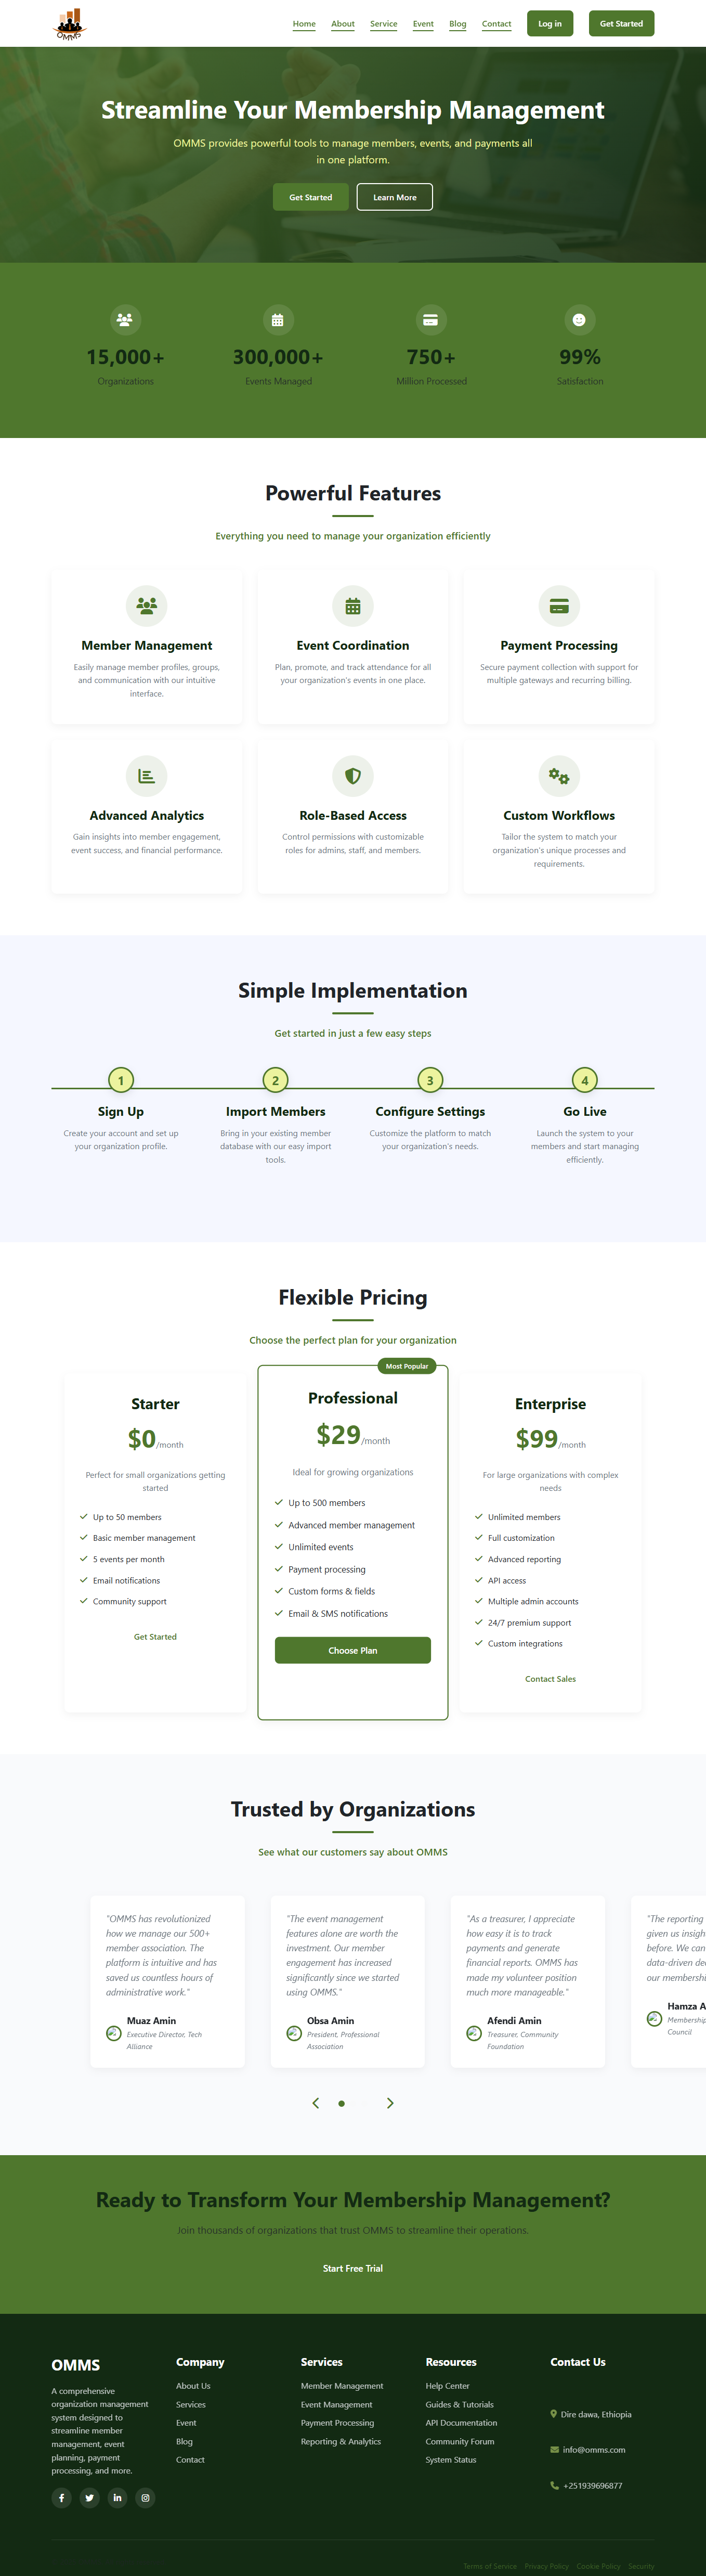 OMMS
Home About Service Event Blog Contact Log in Get Started
Streamline Your Membership Management
OMMS provides powerful tools to manage members, events, and payments all
in one platform.
Get Started Learn More
15,000+ 300,000+ 750+ 99%
Organizations Events Managed Million Processed Satisfaction
Powerful Features
Everything you need to manage your organization efficiently
Member Management
Easily manage member profiles, groups,
and communication with our intuitive
interface.
Event Coordination
Plan, promote, and track attendance for all
your organization's events in one place.
Payment Processing
Secure payment collection with support for
multiple gateways and recurring billing.
Advanced Analytics
Gain insights into member engagement,
event success, and financial performance.
Role-Based Access
Control permissions with customizable
roles for admins, staff, and members.
Custom Workflows
Tailor the system to match your
organization's unique processes and
requirements.
Simple Implementation
Get started in just a few easy steps
1
Sign Up
Create your account and set up
your organization profile.
2
Import Members
Bring in your existing member
database with our easy import
tools.
3
Configure Settings
Customize the platform to match
your organization's needs.
4
Go Live
Launch the system to your
members and start managing
efficiently.
Flexible Pricing
Choose the perfect plan for your organization
Starter
$0/month
Perfect for small organizations getting
started
Up to 50 members
Basic member management
5 events per month
Email notifications
Community support
Get Started
Most Popular
Professional
$29/month
Ideal for growing organizations
Up to 500 members
Advanced member management
Unlimited events
Payment processing
Custom forms & fields
Email & SMS notifications
Choose Plan
Enterprise
$99/month
For large organizations with complex
needs
Unlimited members
Full customization
Advanced reporting
API access
Multiple admin accounts
24/7 premium support
Custom integrations
Contact Sales
Trusted by Organizations
See what our customers say about OMMS
"OMMS has revolutionized
how we manage our 500+
member association. The
platform is intuitive and has
saved us countless hours of
administrative work."
Muaz Amin
Executive Director, Tech
Alliance
"The event management
features alone are worth the
investment. Our member
engagement has increased
significantly since we started
using OMMS."
Obsa Amin
President, Professional
Association
"As a treasurer, I appreciate
how easy it is to track
payments and generate
financial reports. OMMS has
made my volunteer position
much more manageable."
Afendi Amin
Treasurer, Community
Foundation
"The reporting
given us insigh
before. We can
data-driven de
our membershi
Hamza A
Membership
Council
Ready to Transform Your Membership Management?
Join thousands of organizations that trust OMMS to streamline their operations.
Start Free Trial
OMMS
A comprehensive
organization management
system designed to
streamline member
management, event
planning, payment
processing, and more.
Company
About Us
Services
Event
Blog
Contact
Services
Member Management
Event Management
Payment Processing
Reporting & Analytics
Resources
Help Center
Guides & Tutorials
API Documentation
Community Forum
System Status
Contact Us
Dire dawa, Ethiopia
info@omms.com
+251939696877
Terms of Service Privacy Policy Cookie Policy Security